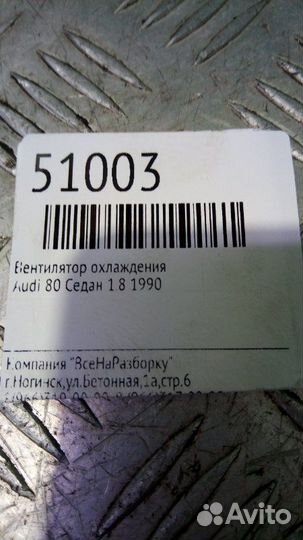 51003
Вентилятор охлаждения
Audi 80 Седан 1 8 1990
Компания "ВсеНаРазборку"
г.Ногинск,ул.Бетонная,1а,стр.6
Avito